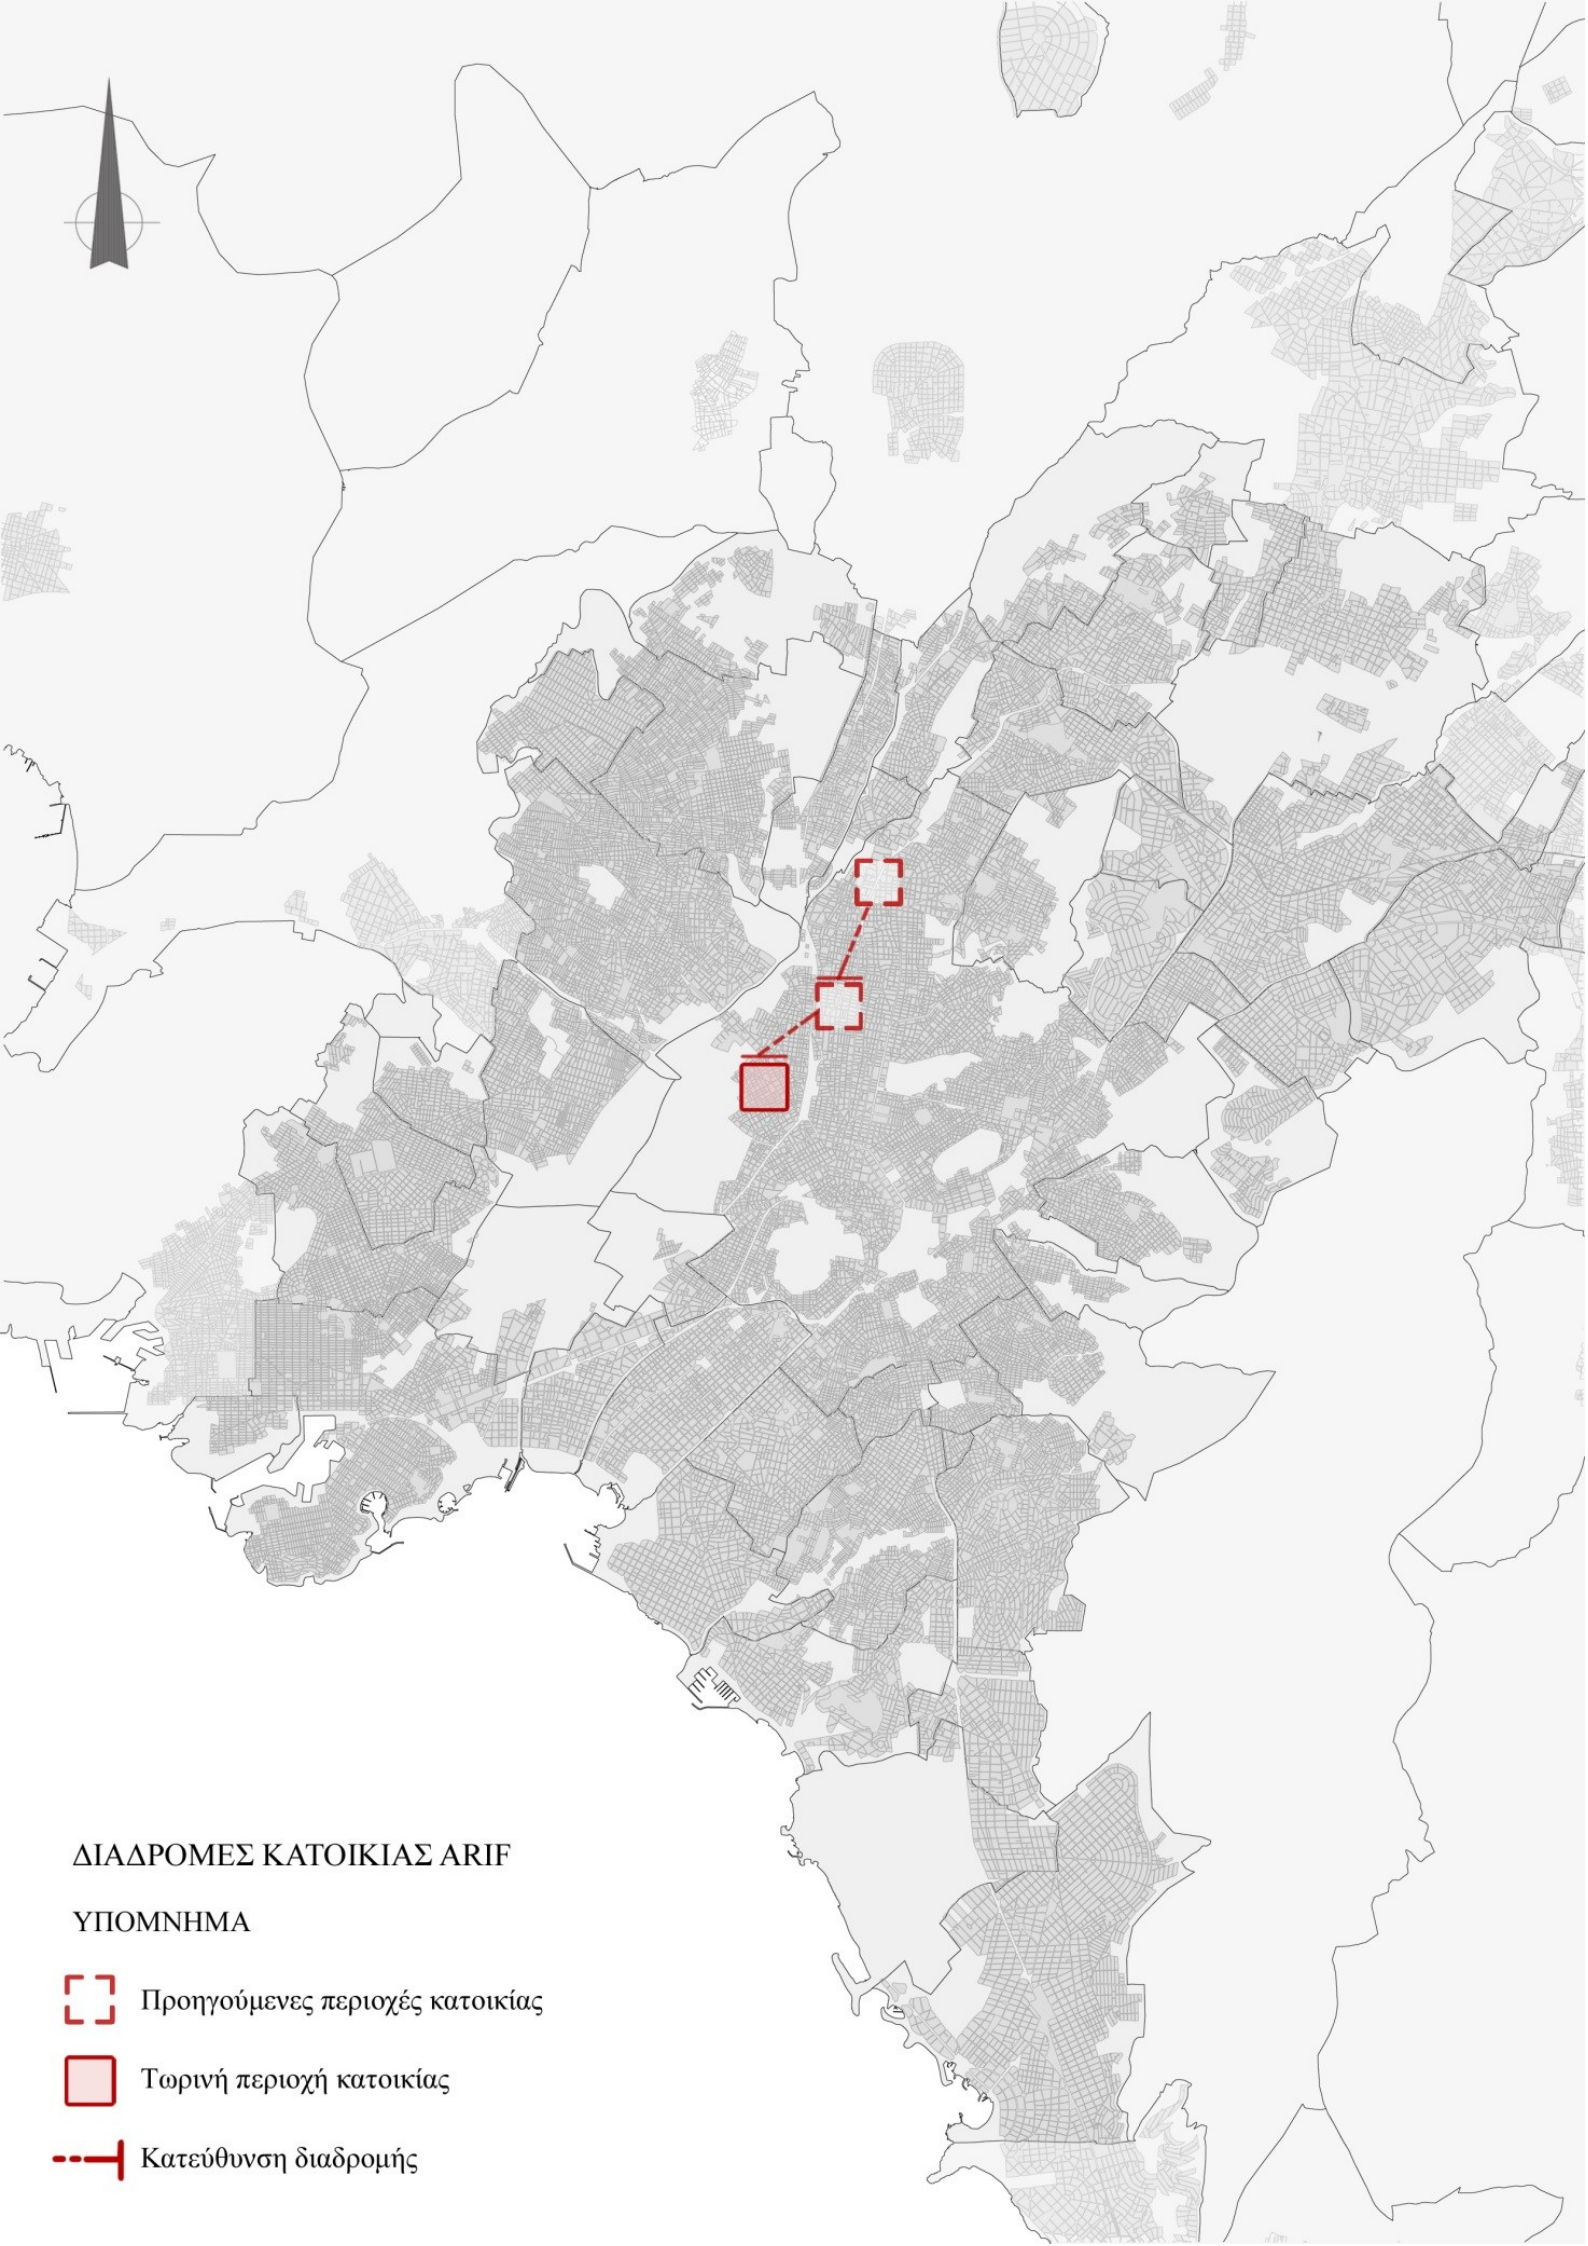 ΔΙΑΔΡΟΜΕΣ ΚΑΤΟΙΚΙΑΣ ARIF
ΥΠΟΜΝΗΜΑ
Προηγούμενες περιοχές κατοικίας
Τωρινή περιοχή κατοικίας
Κατεύθυνση διαδρομής